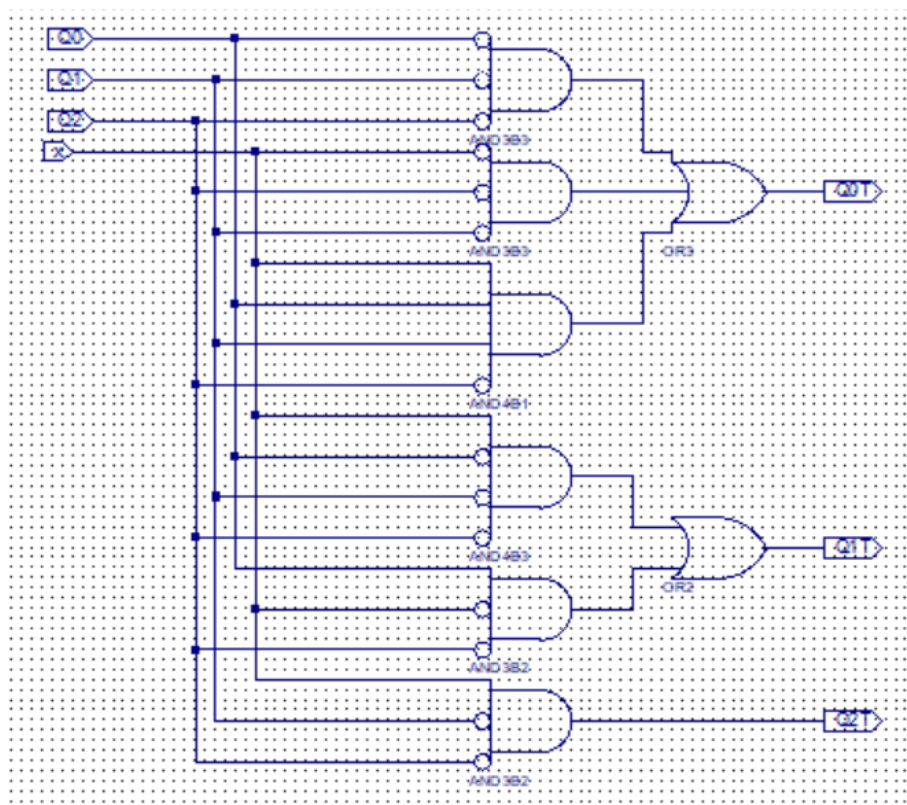 Q0
Q1
Q2
x
AND3B3
AND3B3
Q0T
OR3
AND4B1
AND4B3
Q1T
OR2
AND3B2
Q2T
AND3B2